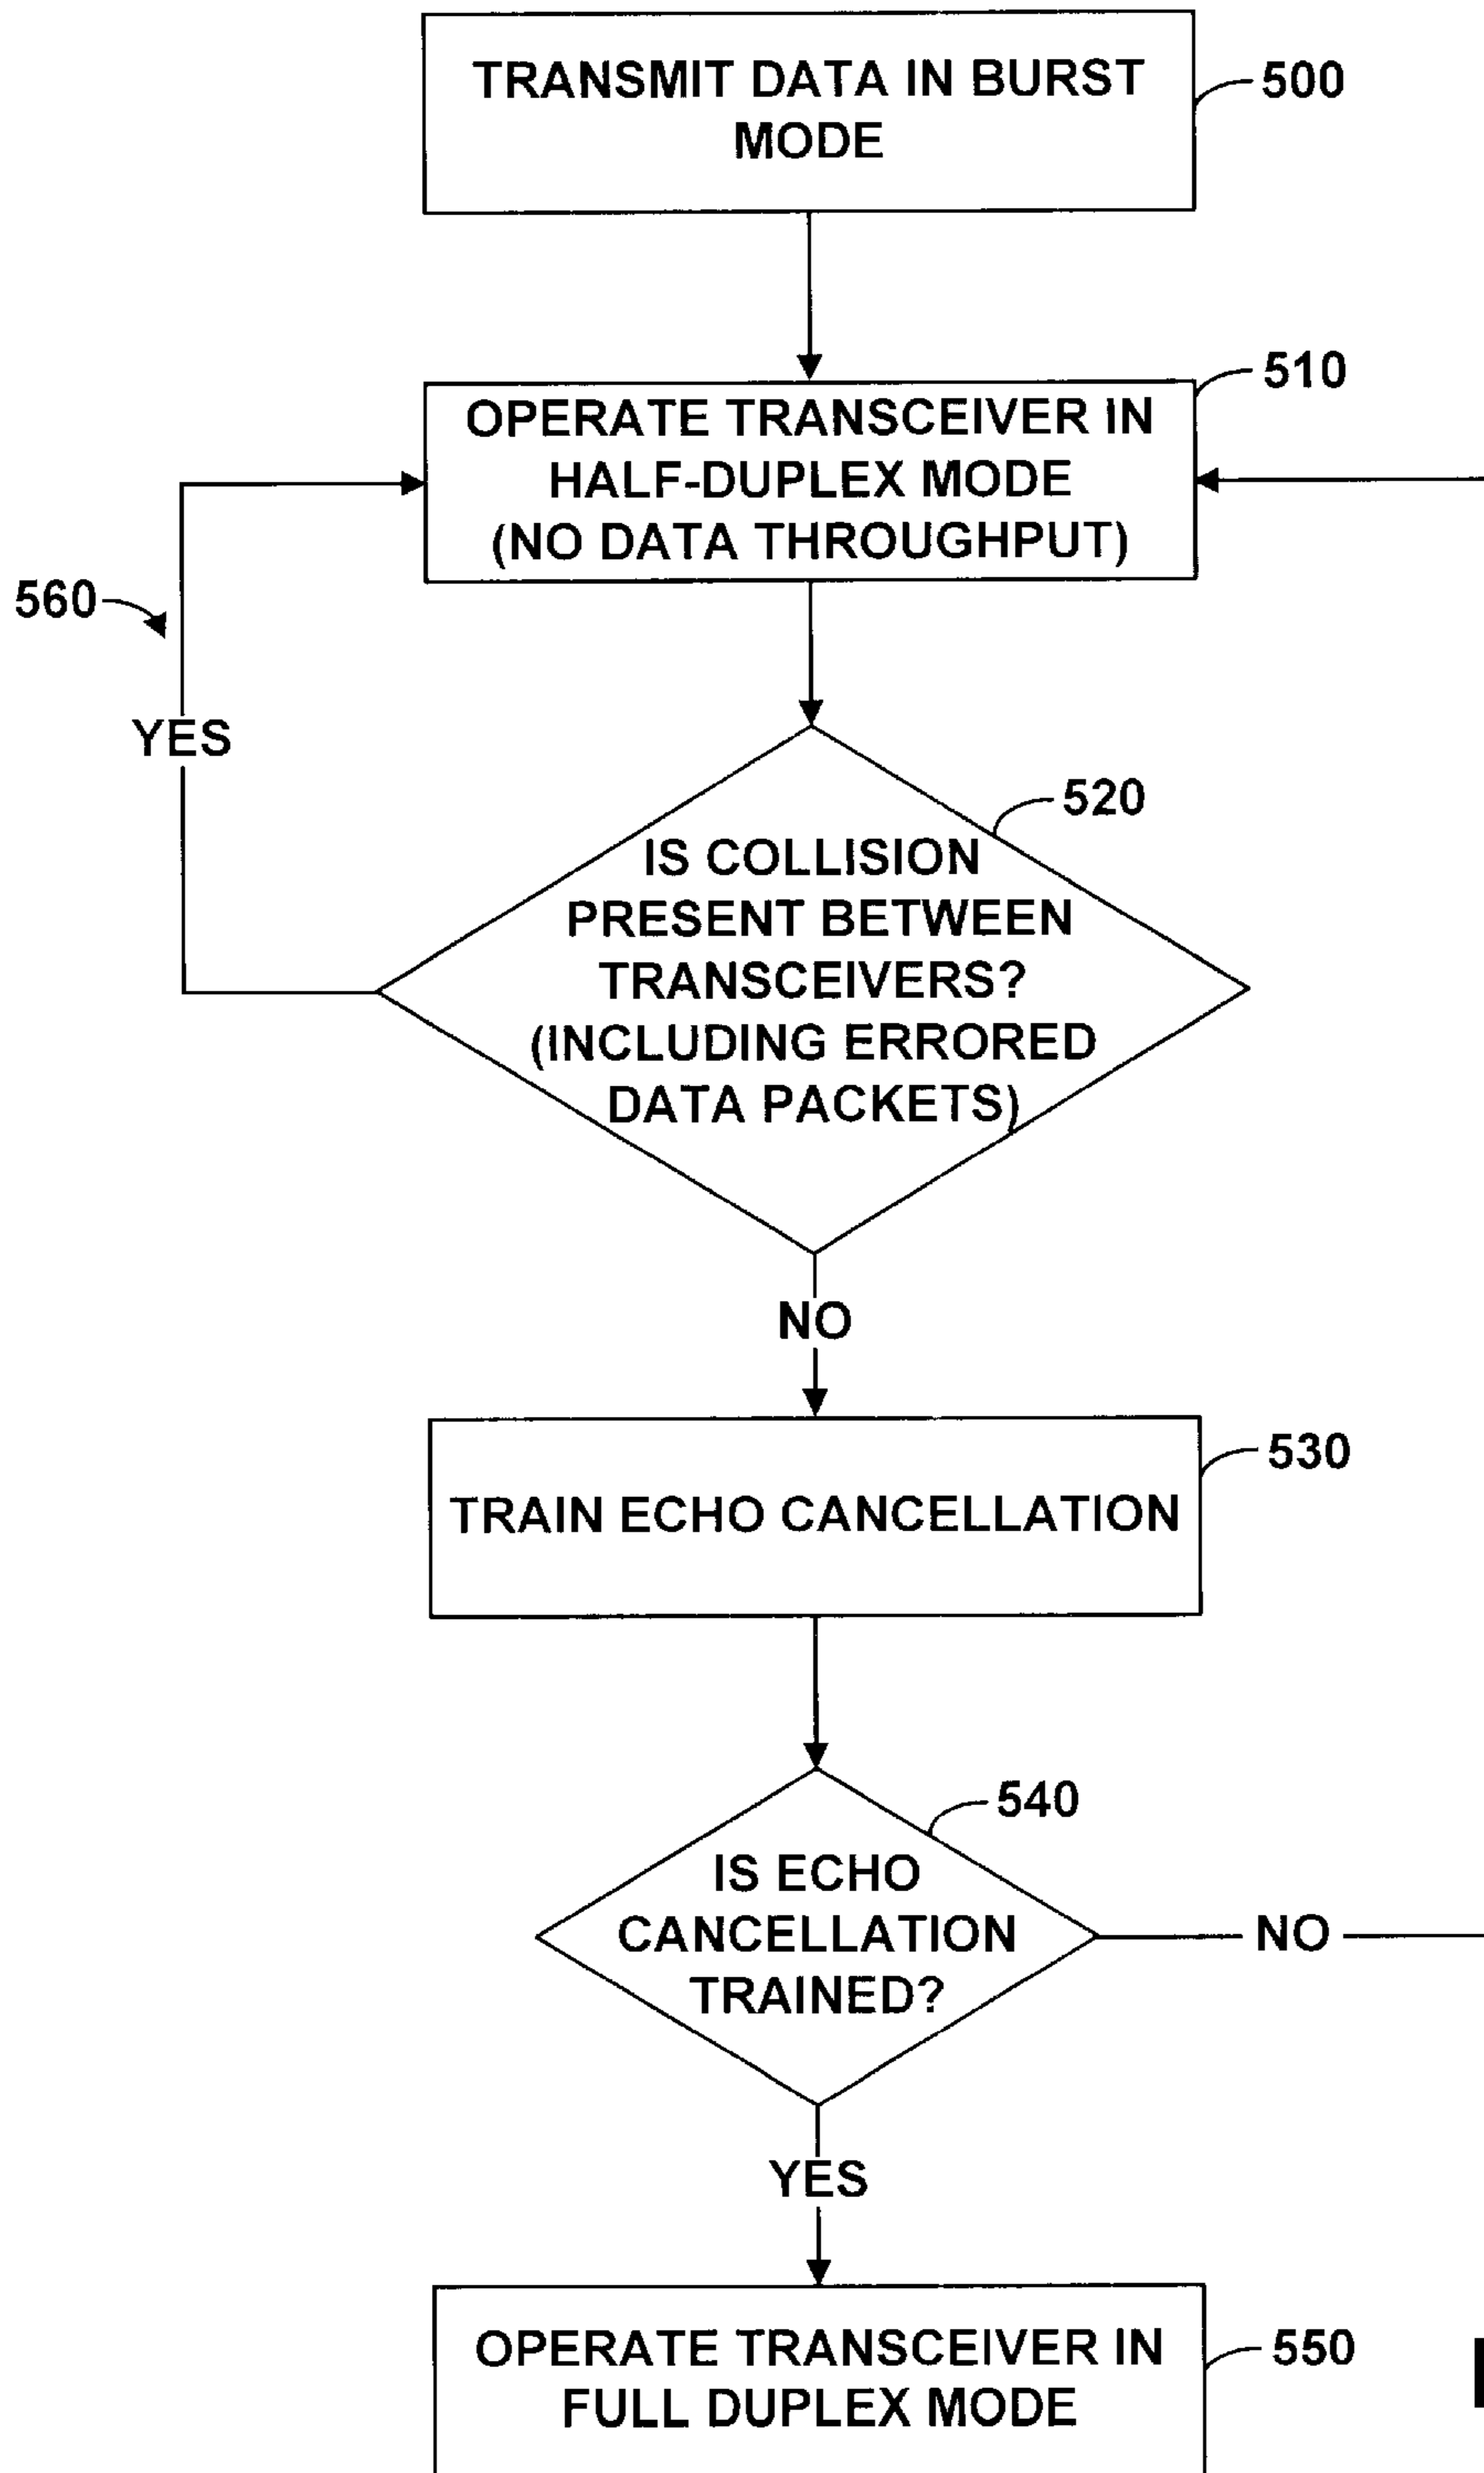 TRANSMIT DATA IN BURST
MODE
500
510
OPERATE TRANSCEIVER IN
HALF-DUPLEX MODE
(NO DATA THROUGHPUT)
560
YES
520
IS COLLISION
PRESENT BETWEEN
TRANSCEIVERS?
(INCLUDING ERRORED
DATA PACKETS)
NO
530
TRAIN ECHO CANCELLATION
540
IS ECHO
CANCELLATION
TRAINED?
NO
YES
OPERATE TRANSCEIVER IN
FULL DUPLEX MODE
550